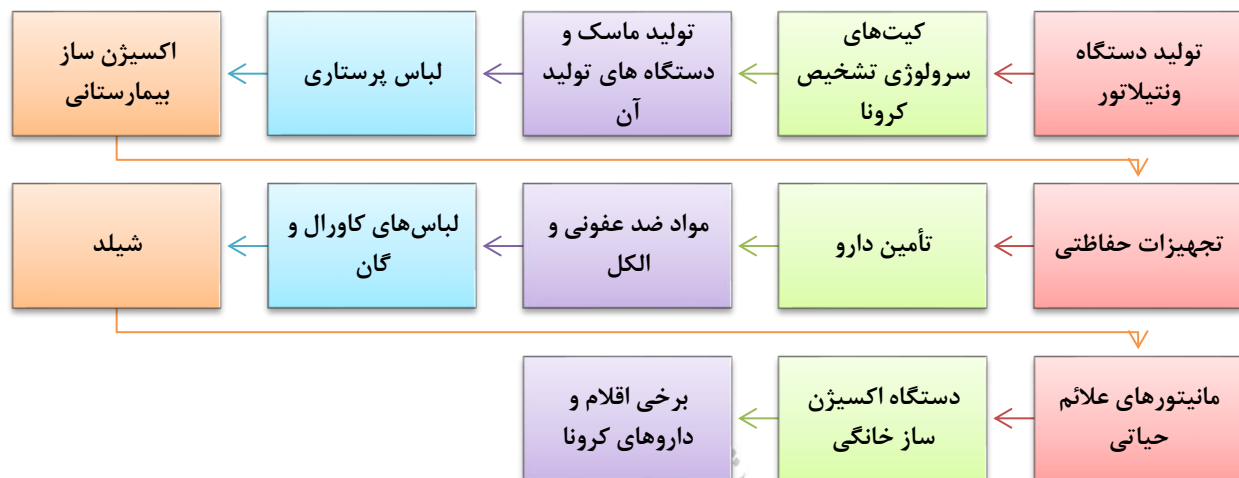 تولید دستگاه
ونتیلاتور
کیت‌های
سرولوژی تشخیص
کرونا
تولید ماسک و
دستگاه های تولید
آن
لباس پرستاری
اکسیژن ساز
بیمارستانی
تجهیزات حفاظتی
تأمین دارو
مواد ضد عفونی و
الکل
لباس‌های کاورال و
گان
شیلد
مانیتورهای علائم
حیاتی
دستگاه اکسیژن
ساز خانگی
برخی اقلام و
داروهای کرونا